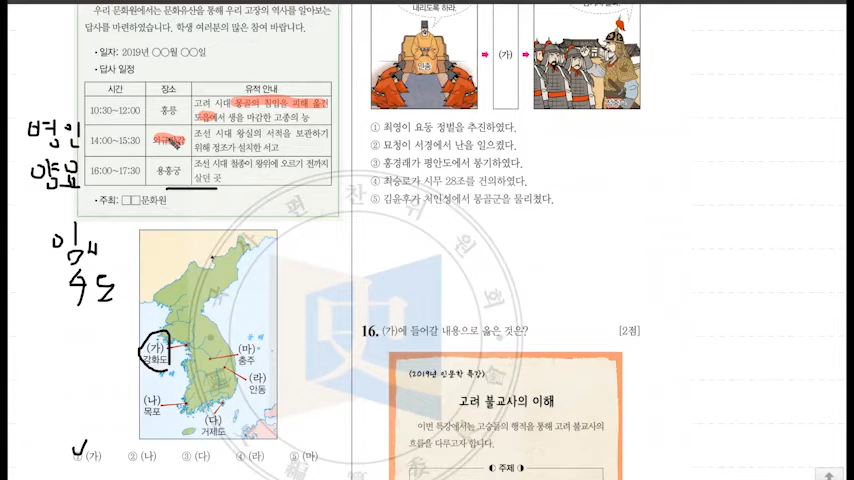 우리 문화원에서는 문화유산을 통해 우리 고장의 역사를 알아보는
답사를 마련하였습니다. 학생 여러분의 많은 참여 바랍니다.
• 일자: 2019년 ○○월 ○○일
• 답사 일정
시간 장소 유적 안내
10:30~12:00 홍릉 고려 시대 몽골의 침입을 피해 옮긴 도읍에서 생을 마감한 고종의 능
14:00~15:30 외규장각 조선 시대 왕실의 서적을 보관하기 위해 정조가 설치한 서고
16:00~17:30 용흥궁 조선 시대 철종이 왕위에 오르기 전까지 살던 곳
• 주최: □□문화원
병인
양요
수도
(가)
강화도
(나)
목포
(다)
거제도
(라)
안동
(마)
충주
동해
① (가) ② (나) ③ (다) ④ (라) ⑤ (마)
내리도록 하라.
인종
(가)
① 최영이 요동 정벌을 추진하였다.
② 묘청이 서경에서 난을 일으켰다.
③ 홍경래가 평안도에서 봉기하였다.
④ 최승로가 시무 28조를 건의하였다.
⑤ 김윤후가 처인성에서 몽골군을 물리쳤다.
16. (가)에 들어갈 내용으로 옳은 것은? [2점]
(2019년 인문학 특강)
고려 불교사의 이해
이번 특강에서는 고승들의 행적을 통해 고려 불교사의
흐름을 다루고자 합니다.
주제
편 찬 위 원 회
史